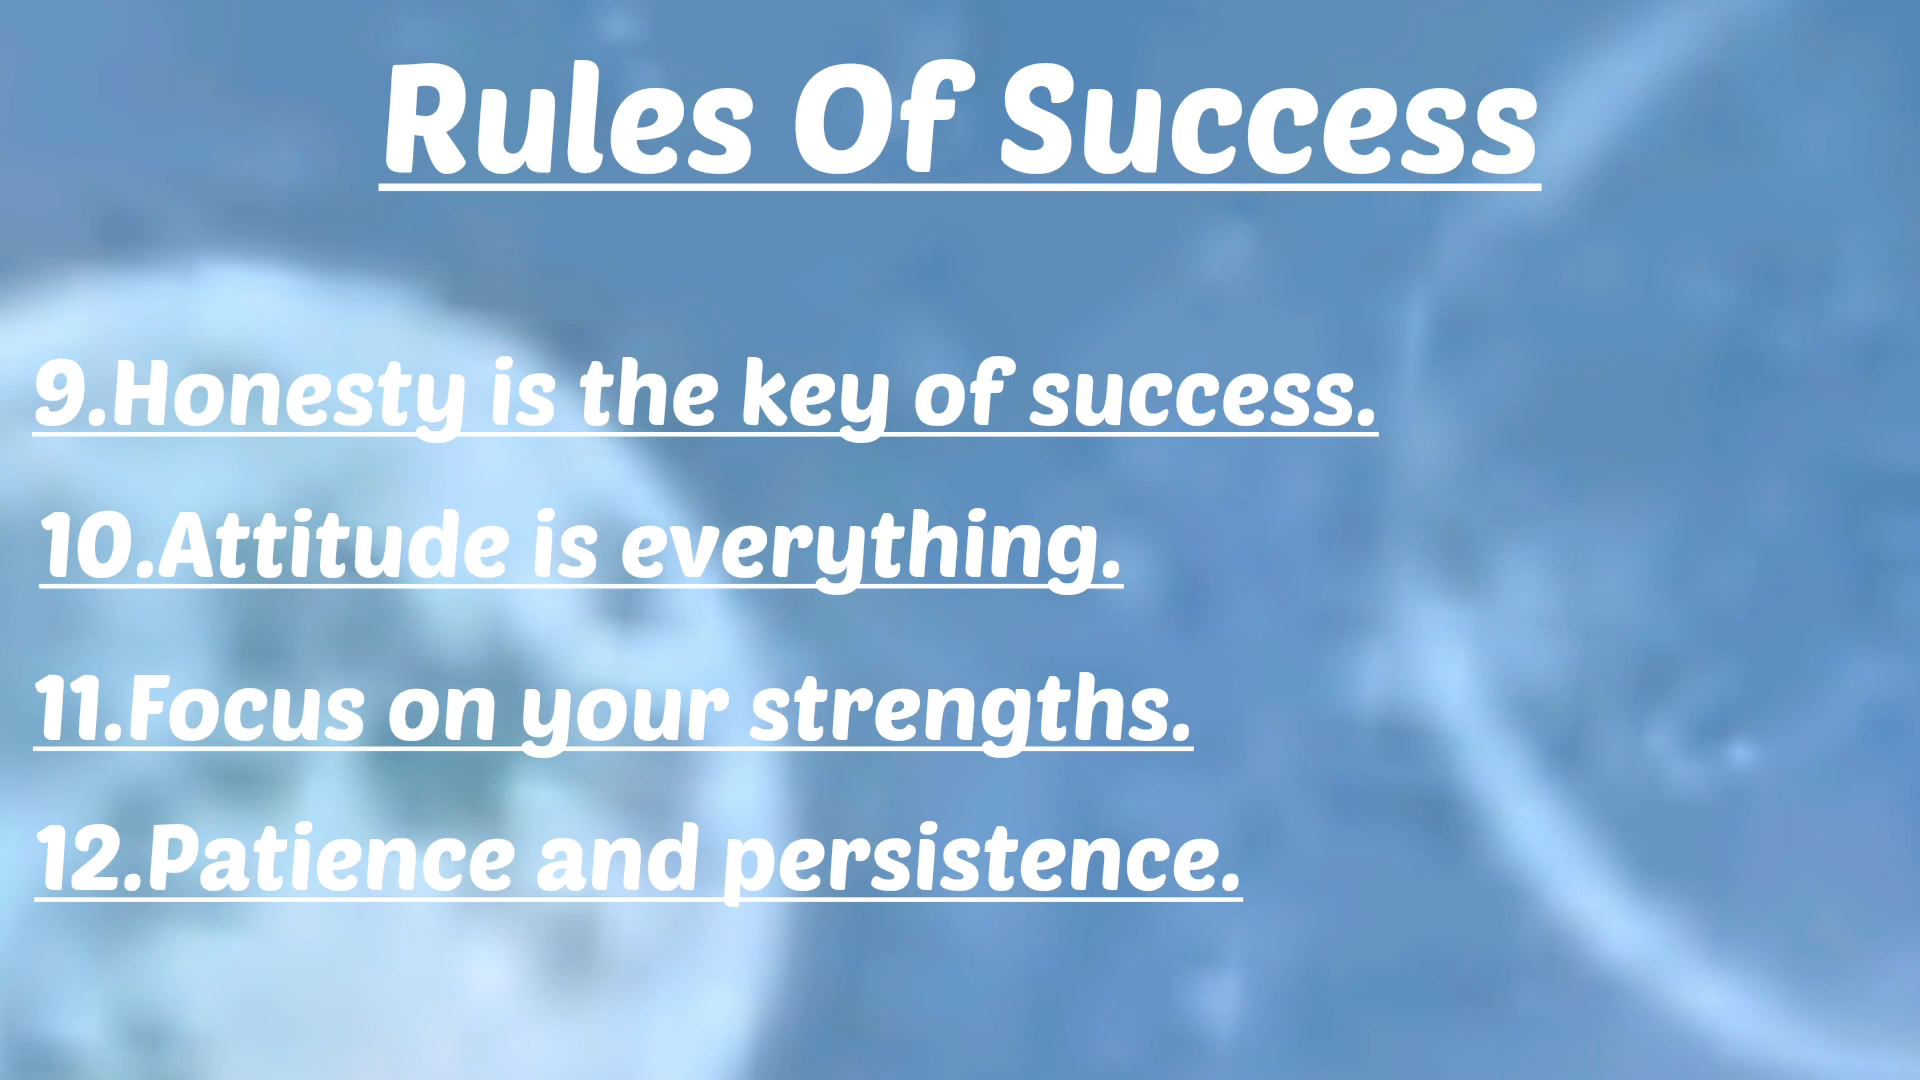 Rules Of Success
9.Honesty is the key of success.
10.Attitude is everything.
11.Focus on your strengths.
12.Patience and persistence.